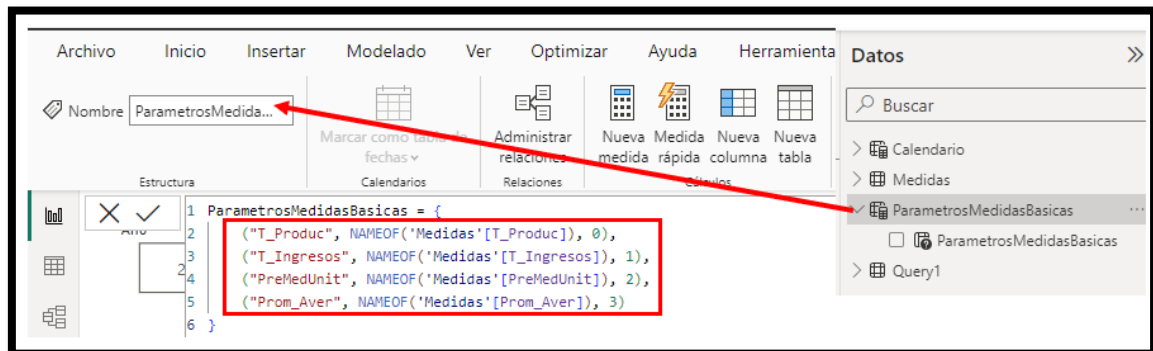 Archivo Inicio Insertar Modelado Ver Optimizar Ayuda Herramienta
Nombre ParametrosMedida...
Marcar como tabla de
fechas
Administrar
relaciones
Nueva
medida
Medida
rápida
Nueva
columna
Nueva
tabla
Estructura Calendarios Relaciones Cálculos
1 ParametrosMedidasBasicas = {
2 ("T_Produc", NAMEOF('Medidas'[T_Produc]), 0),
3 ("T_Ingresos", NAMEOF('Medidas'[T_Ingresos]), 1),
4 ("PreMedUnit", NAMEOF('Medidas'[PreMedUnit]), 2),
5 ("Prom_Aver", NAMEOF('Medidas'[Prom_Aver]), 3)
6 }
2
Datos
Buscar
Calendario
Medidas
ParametrosMedidasBasicas ...
ParametrosMedidasBasicas
Query1